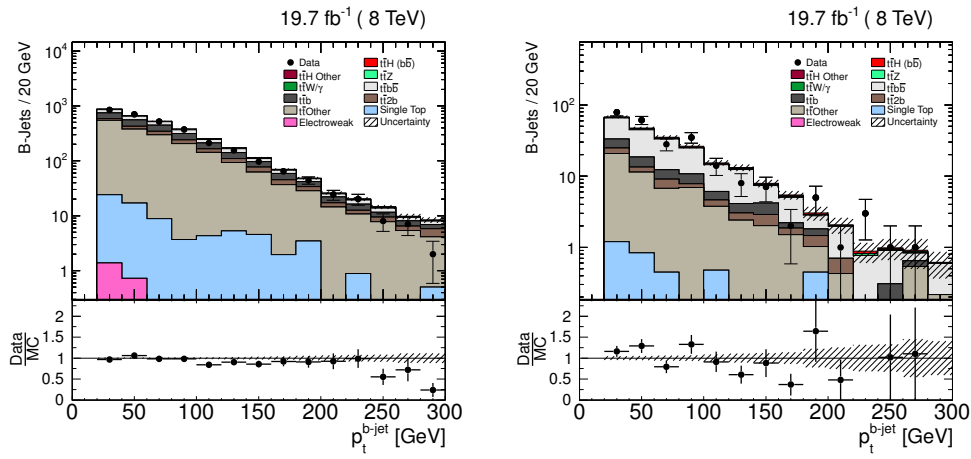 19.7 fb⁻¹ ( 8 TeV)
B-Jets / 20 GeV
10³
10²
10
1
Data
tt̄H Other
tt̄W/γ
tt̄b
tt̄Other
Electroweak
tt̄H (bb̄)
tt̄Z
tt̄bb̄
tt̄2b
Single Top
Uncertainty
Data
MC
2
1.5
1
0.5
0
0 50 100 150 200 250 300
p_t^{b-jet} [GeV]
19.7 fb⁻¹ ( 8 TeV)
B-Jets / 20 GeV
10²
10
1
Data
tt̄H Other
tt̄W/γ
tt̄b
tt̄Other
Electroweak
tt̄H (bb̄)
tt̄Z
tt̄bb̄
tt̄2b
Single Top
Uncertainty
Data
MC
2
1.5
1
0.5
0
0 50 100 150 200 250 300
p_t^{b-jet} [GeV]